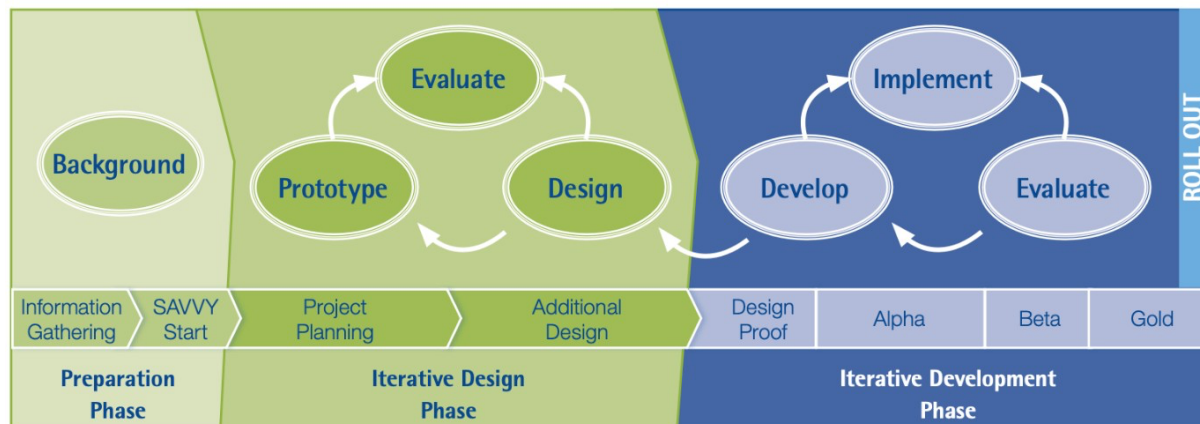 Evaluate
Implement
Background
Prototype
Design
Develop
Evaluate
ROLL OUT
Information
Gathering
SAVVY
Start
Project
Planning
Additional
Design
Design
Proof
Alpha
Beta
Gold
Preparation
Phase
Iterative Design
Phase
Iterative Development
Phase